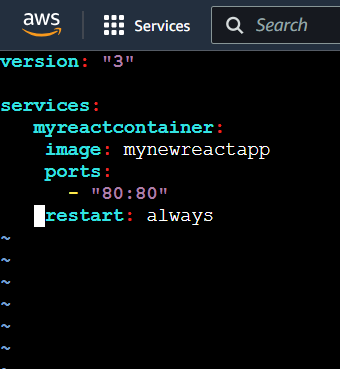 aws
Services
Search
version: "3"
services:
myreactcontainer:
image: mynewreactapp
ports:
- "80:80"
restart: always
~
~
~
~
~
~
~